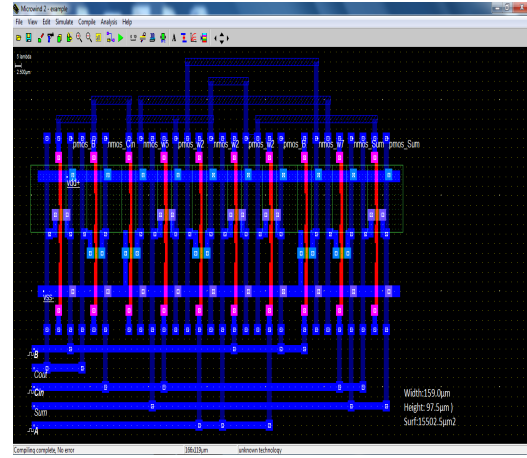 Microwind 2 - example
File View Edit Simulate Compile Analysis Help
5 lambda
2.500µm
pmos_B nmos_Cin nmos_w5 pmos_w2 nmos_w2 pmos_w2 pmos_B nmos_w7 nmos_Sum pmos_Sum
Vdd+
Vss-
B
Cout
Cin
Sum
A
Width:159.0µm
Height: 97.5µm )
Surf:15502.5µm2
Compiling complete, No error 166x119µm unknown technology